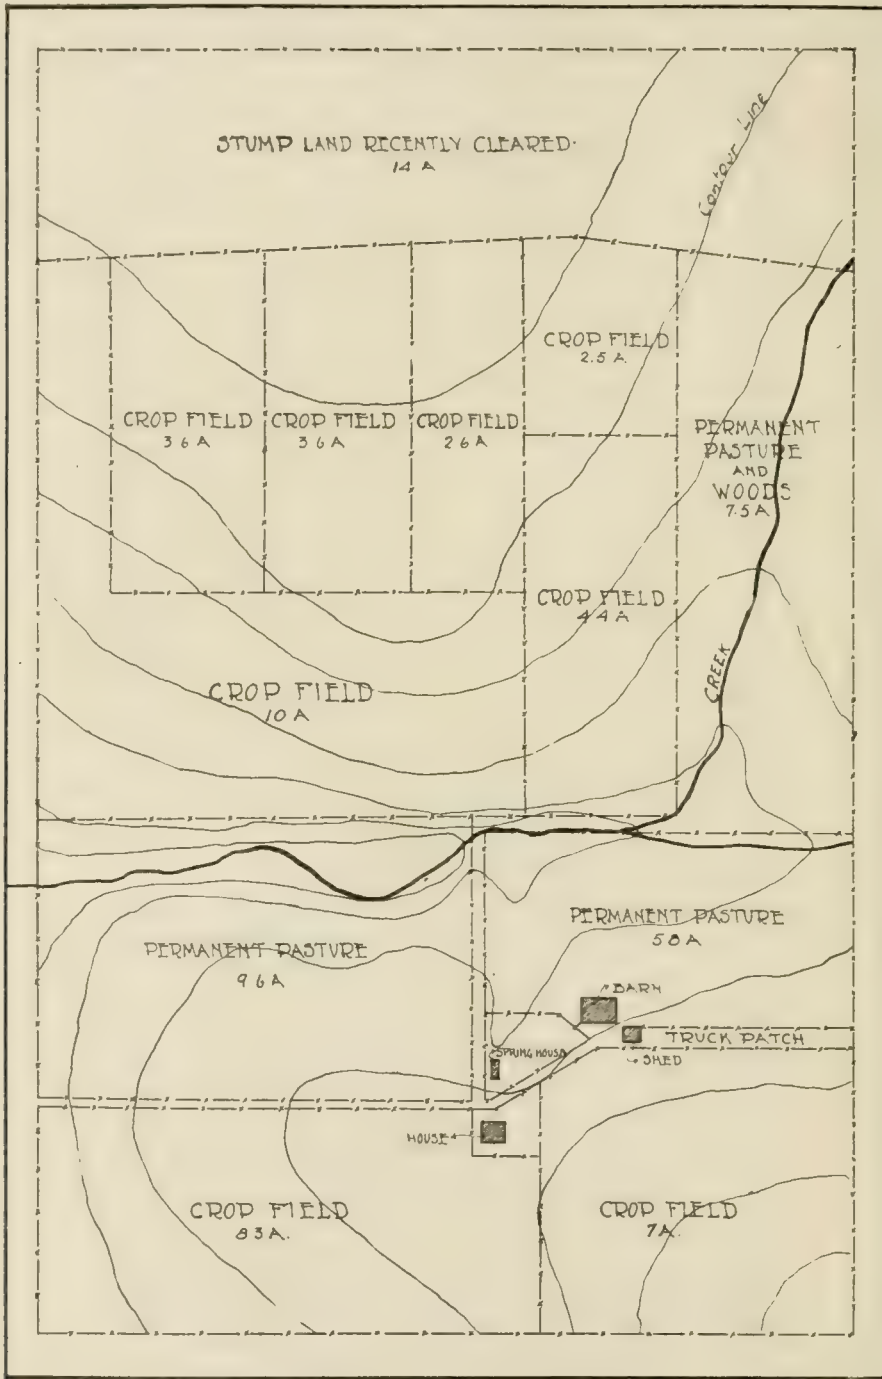 STUMP LAND RECENTLY CLEARED.
14 A
Contour Line
CROP FIELD
2.5 A.
CROP FIELD
3 6 A
CROP FIELD
3 6 A
CROP FIELD
2 6 A
PERMANENT
PASTURE
AND
WOODS
7.5 A
CROP FIELD
4 4 A
CREEK
CROP FIELD
10 A
PERMANENT PASTURE
5 8 A
PERMANENT PASTURE
9 6 A
BARN
TRUCK PATCH
SPRING HOUSE
SHED
HOUSE
CROP FIELD
8 3 A.
CROP FIELD
7 A.